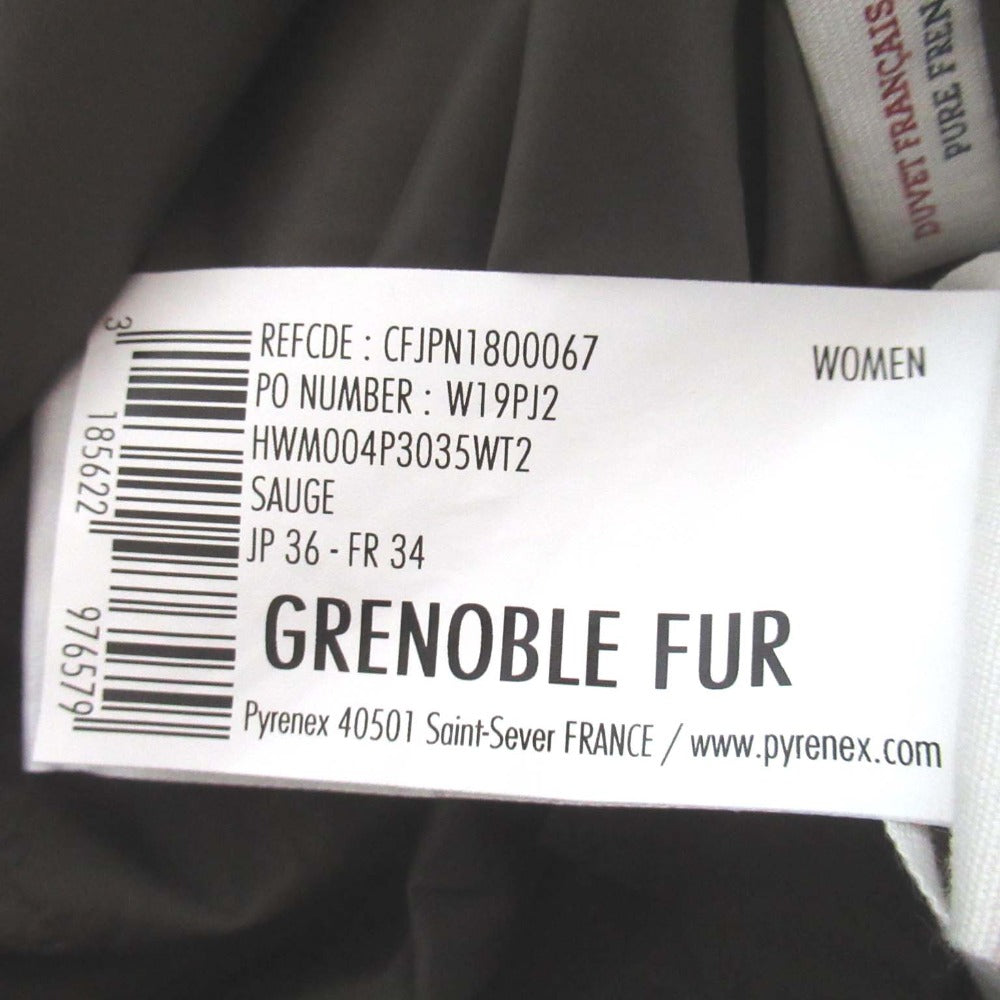 DUVET FRANÇAIS
PURE FREN
REFCDE : CFJPN1800067
WOMEN
PO NUMBER : W19PJ2
HWM004P3035WT2
SAUGE
JP 36 - FR 34
GRENOBLE FUR
Pyrenex 40501 Saint-Sever FRANCE / www.pyrenex.com
3 185622 976579